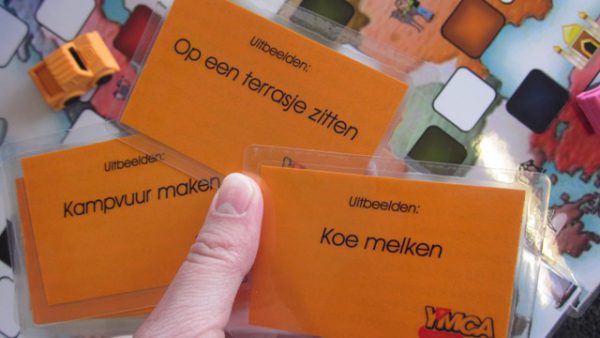 Uitbeelden:
Op een terrasje zitten
Uitbeelden:
Kampvuur maken
Uitbeelden:
Koe melken
YMCA